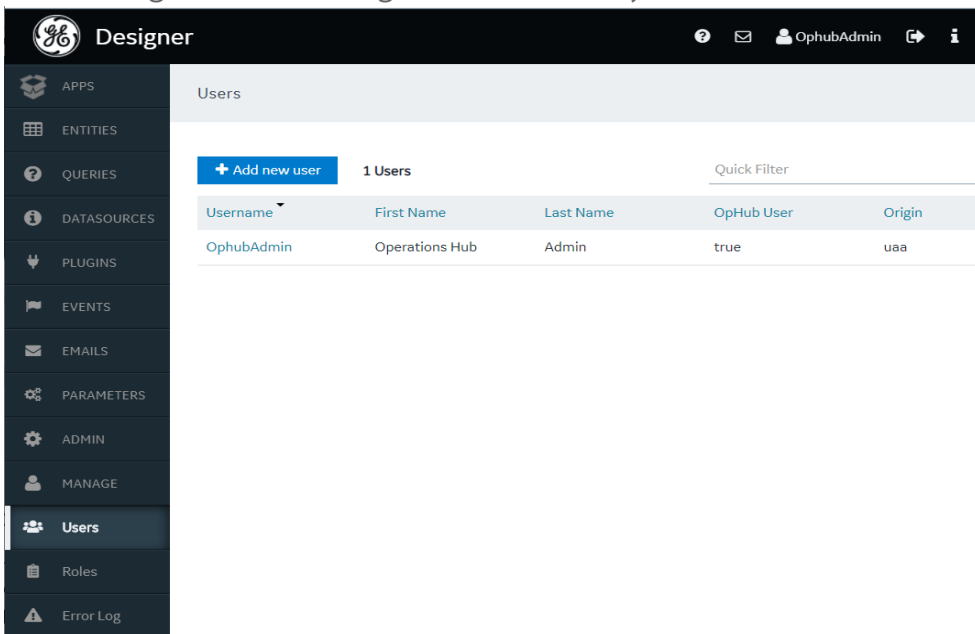 Designer
OphubAdmin
APPS
ENTITIES
QUERIES
DATASOURCES
PLUGINS
EVENTS
EMAILS
PARAMETERS
ADMIN
MANAGE
Users
Roles
Error Log
Users
+ Add new user
1 Users
Quick Filter
Username First Name Last Name OpHub User Origin
OphubAdmin Operations Hub Admin true uaa